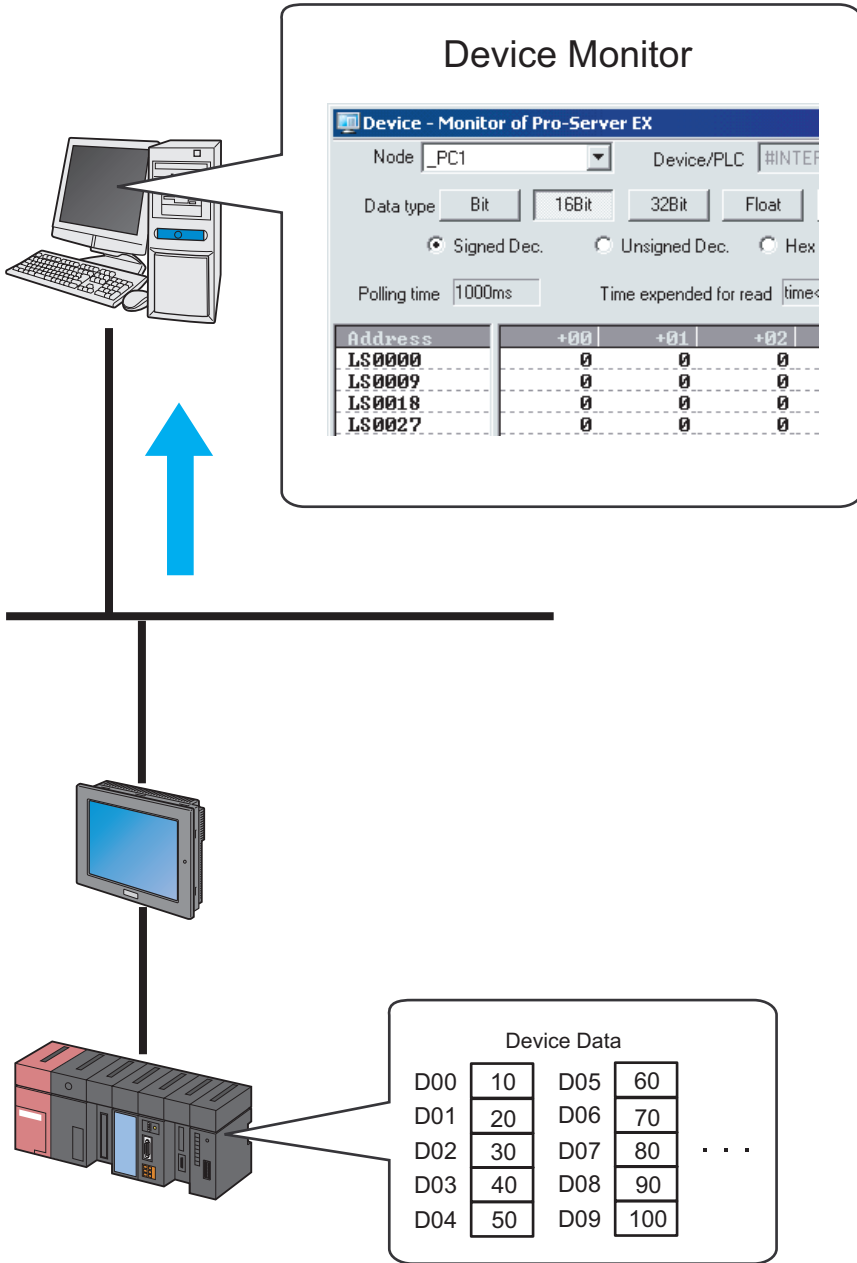 Device Monitor
Device - Monitor of Pro-Server EX
Node _PC1 Device/PLC
Data type Bit 16Bit 32Bit Float
Signed Dec. Unsigned Dec. Hex
Polling time 1000ms Time expended for read time<
Address +00 +01 +02
LS0000 0 0 0
LS0009 0 0 0
LS0018 0 0 0
LS0027 0 0 0
Device Data
D00 10 D05 60
D01 20 D06 70
D02 30 D07 80 . . .
D03 40 D08 90
D04 50 D09 100